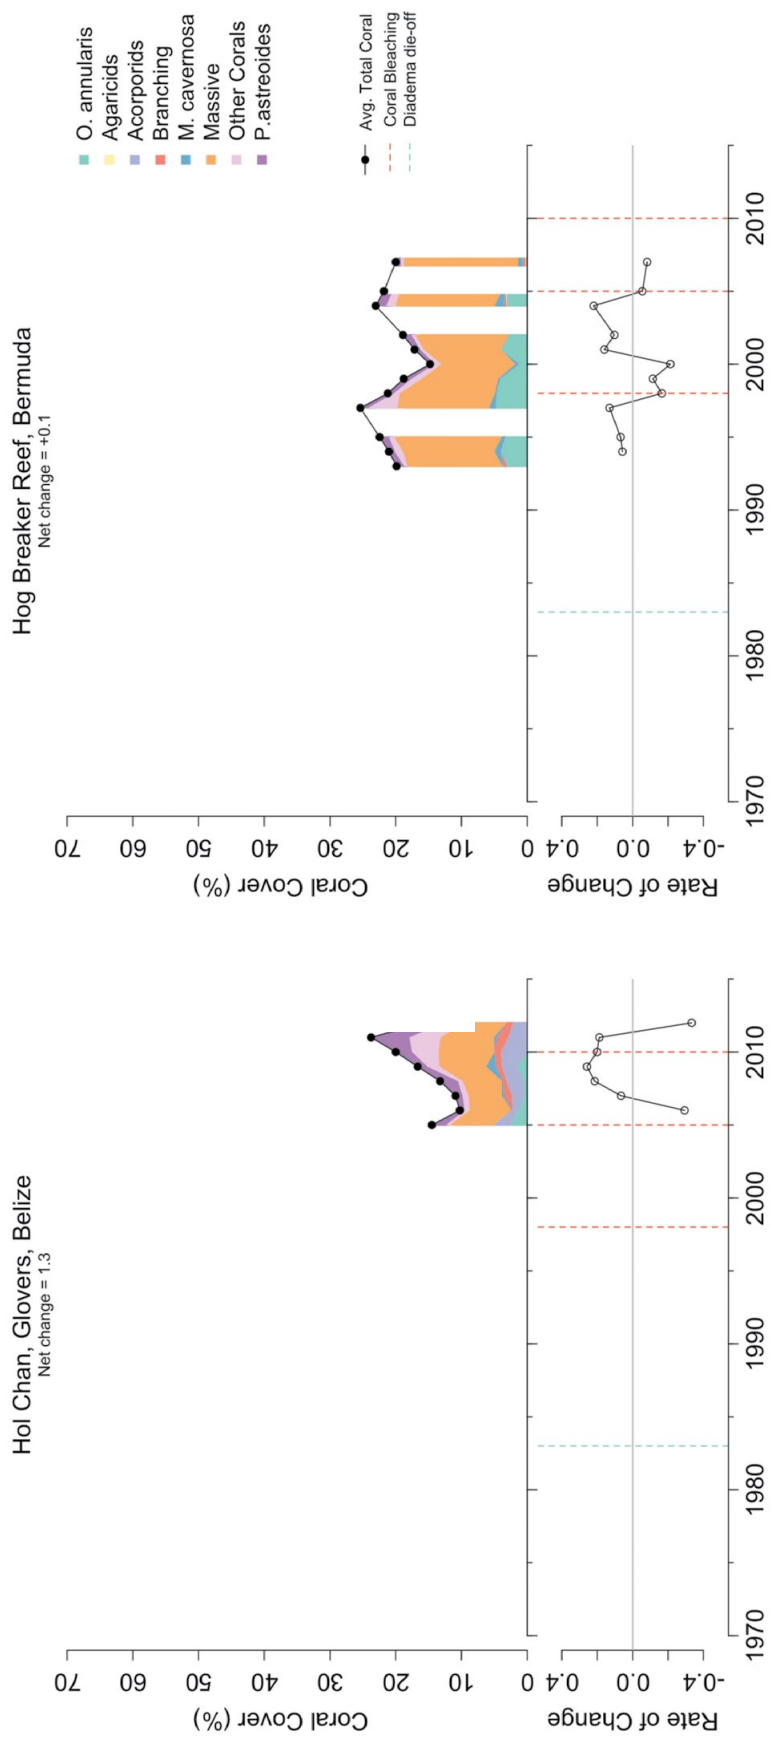 Hol Chan, Glovers, Belize
Net change = 1.3
70
60
50
40
30
20
10
0
Coral Cover (%)
0.4
0.0
-0.4
Rate of Change
1970
1980
1990
2000
2010
Hog Breaker Reef, Bermuda
Net change = +0.1
70
60
50
40
30
20
10
0
Coral Cover (%)
0.4
0.0
-0.4
Rate of Change
1970
1980
1990
2000
2010
O. annularis
Agaricids
Acorporids
Branching
M. cavernosa
Massive
Other Corals
P.astreoides
Avg. Total Coral
Coral Bleaching
Diadema die-off